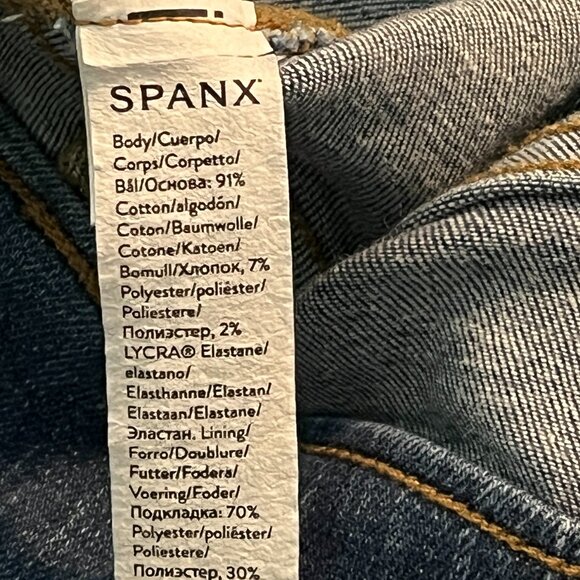 SPANX
Body/Cuerpo/
Corps/Corpetto/
Bål/Основа: 91%
Cotton/algodón/
Coton/Baumwolle/
Cotone/Katoen/
Bomull/Хлопок, 7%
Polyester/poliéster/
Poliestere/
Полиэстер, 2%
LYCRA® Elastane/
elastano/
Elasthanne/Elastan/
Elastaan/Elastane/
Эластан. Lining/
Forro/Doublure/
Futter/Fodera/
Voering/Foder/
Подкладка: 70%
Polyester/poliéster/
Poliestere/
Полиэстер, 30%